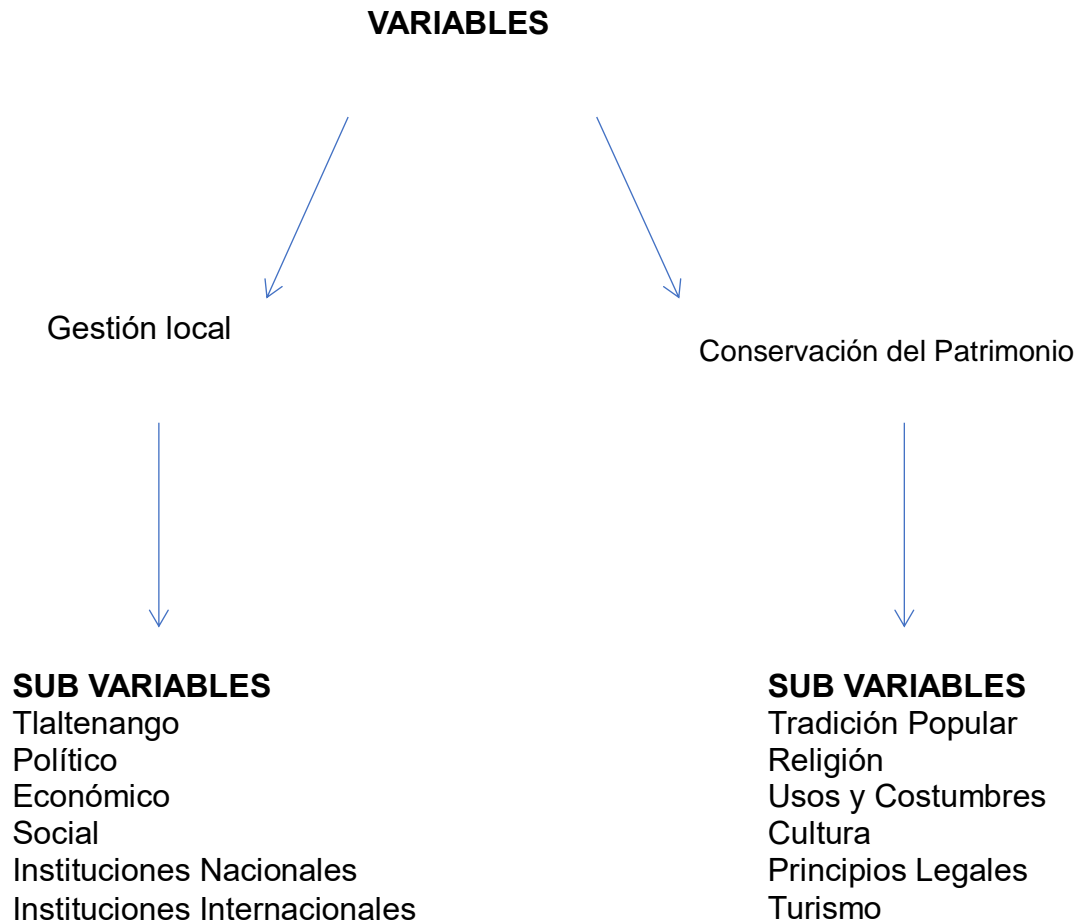 VARIABLES
Gestión local
Conservación del Patrimonio
SUB VARIABLES
Tlaltenango
Político
Económico
Social
Instituciones Nacionales
Instituciones Internacionales
SUB VARIABLES
Tradición Popular
Religión
Usos y Costumbres
Cultura
Principios Legales
Turismo